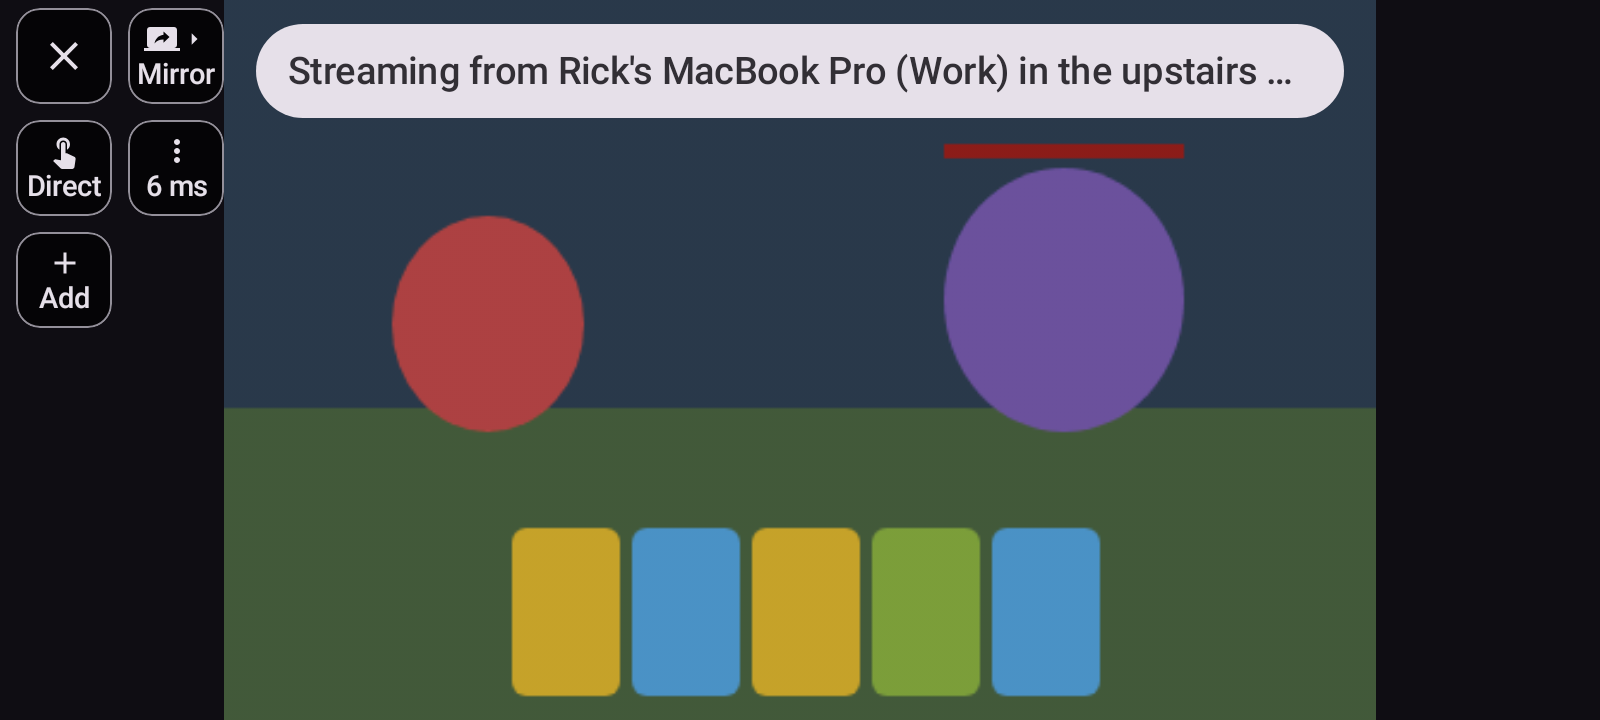 Mirror
Streaming from Rick's MacBook Pro (Work) in the upstairs ...
Direct
6 ms
Add